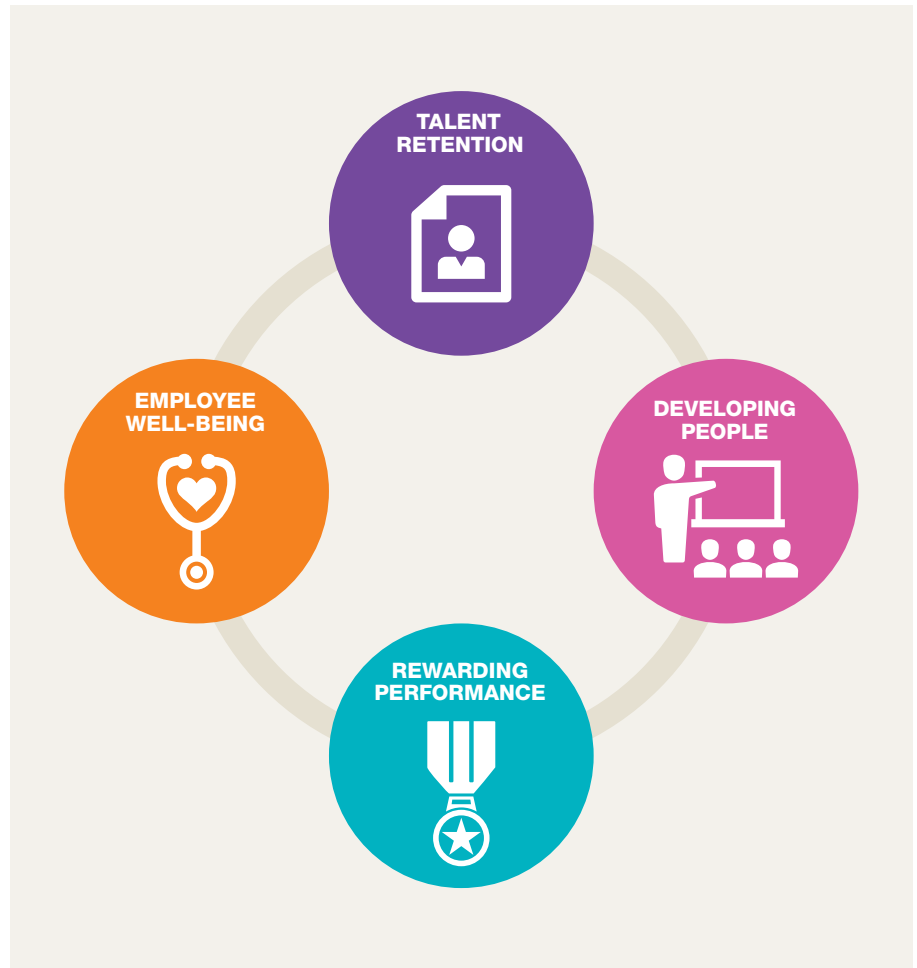 TALENT
RETENTION
EMPLOYEE
WELL-BEING
DEVELOPING
PEOPLE
REWARDING
PERFORMANCE